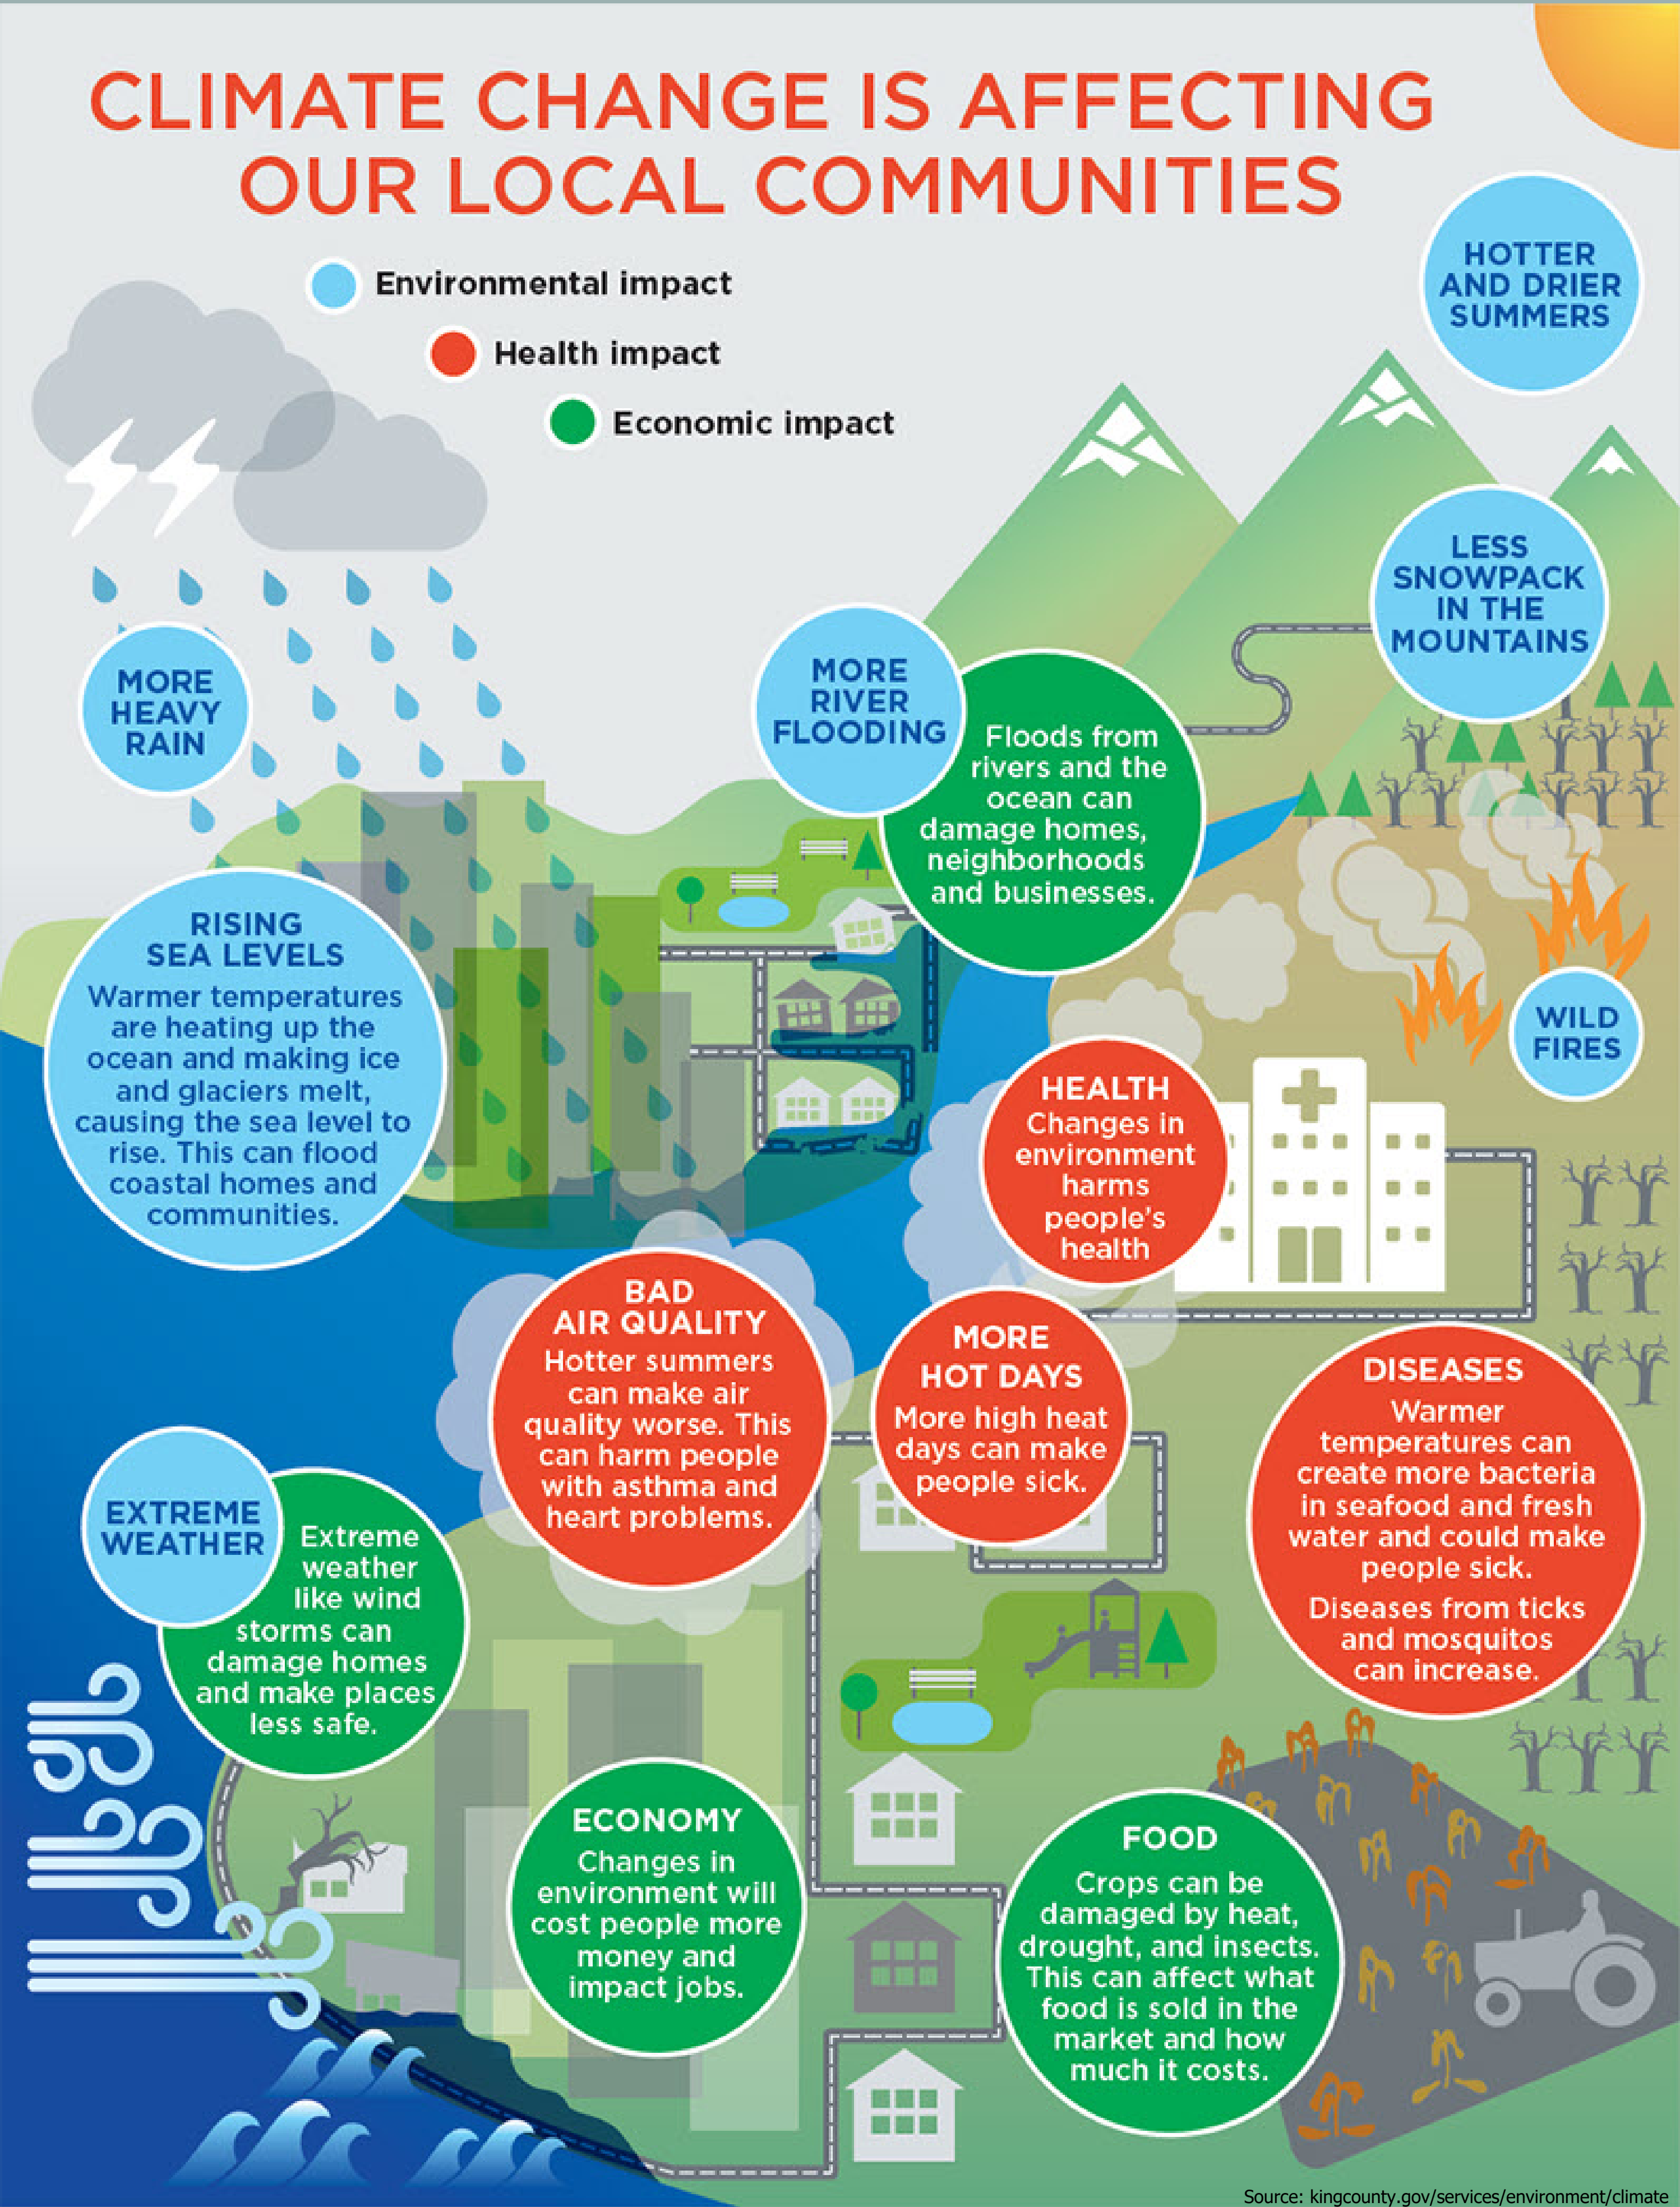 CLIMATE CHANGE IS AFFECTING
OUR LOCAL COMMUNITIES
Environmental impact
Health impact
Economic impact
HOTTER
AND DRIER
SUMMERS
LESS
SNOWPACK
IN THE
MOUNTAINS
MORE
HEAVY
RAIN
MORE
RIVER
FLOODING
Floods from
rivers and the
ocean can
damage homes,
neighborhoods
and businesses.
RISING
SEA LEVELS
Warmer temperatures
are heating up the
ocean and making ice
and glaciers melt,
causing the sea level to
rise. This can flood
coastal homes and
communities.
WILD
FIRES
HEALTH
Changes in
environment
harms
people's
health
BAD
AIR QUALITY
Hotter summers
can make air
quality worse. This
can harm people
with asthma and
heart problems.
MORE
HOT DAYS
More high heat
days can make
people sick.
DISEASES
Warmer
temperatures can
create more bacteria
in seafood and fresh
water and could make
people sick.
Diseases from ticks
and mosquitos
can increase.
EXTREME
WEATHER
Extreme
weather
like wind
storms can
damage homes
and make places
less safe.
ECONOMY
Changes in
environment will
cost people more
money and
impact jobs.
FOOD
Crops can be
damaged by heat,
drought, and insects.
This can affect what
food is sold in the
market and how
much it costs.
Source: kingcounty.gov/services/environment/climate